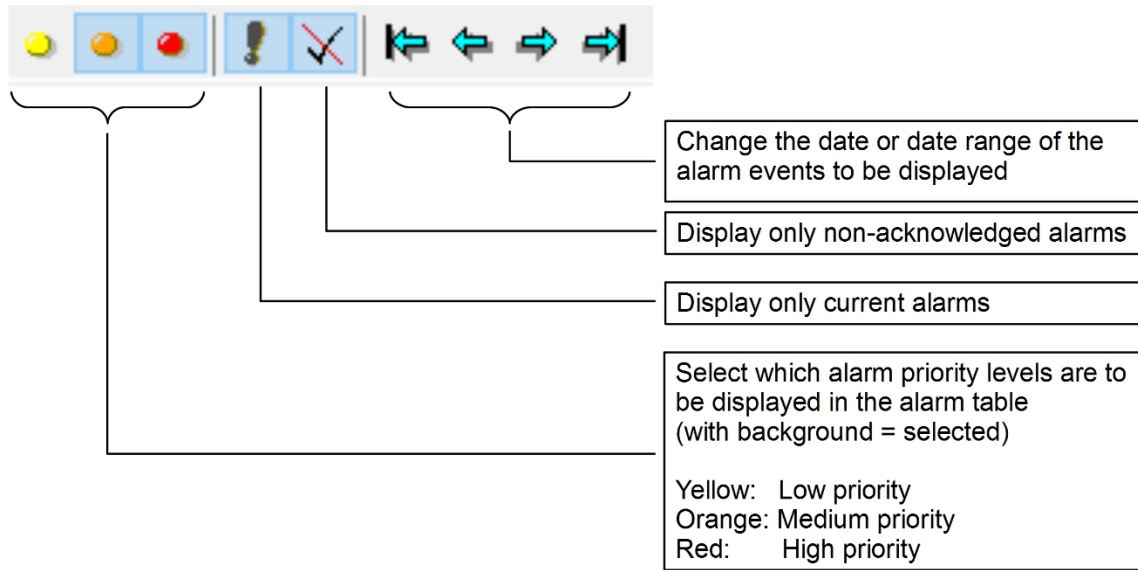 Change the date or date range of the
alarm events to be displayed
Display only non-acknowledged alarms
Display only current alarms
Select which alarm priority levels are to
be displayed in the alarm table
(with background = selected)
Yellow: Low priority
Orange: Medium priority
Red: High priority